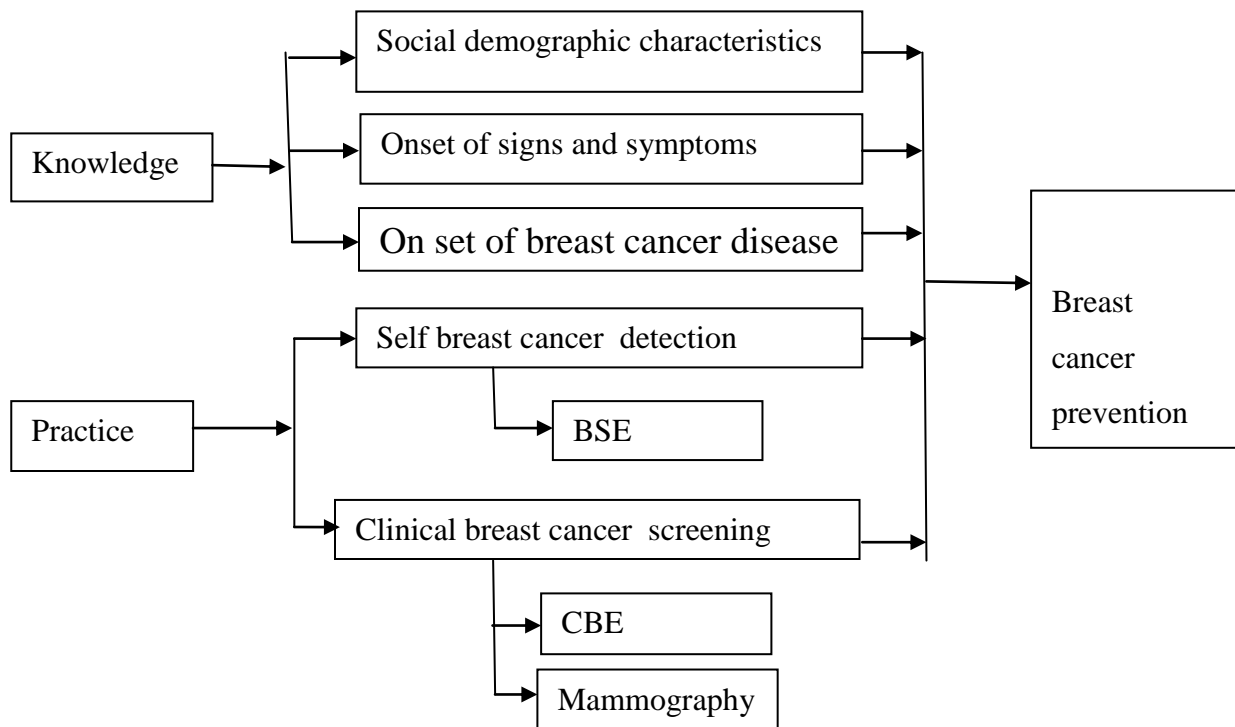 Social demographic characteristics
Onset of signs and symptoms
Knowledge
On set of breast cancer disease
Self breast cancer  detection
BSE
Practice
Clinical breast cancer  screening
CBE
Mammography
Breast
cancer
prevention